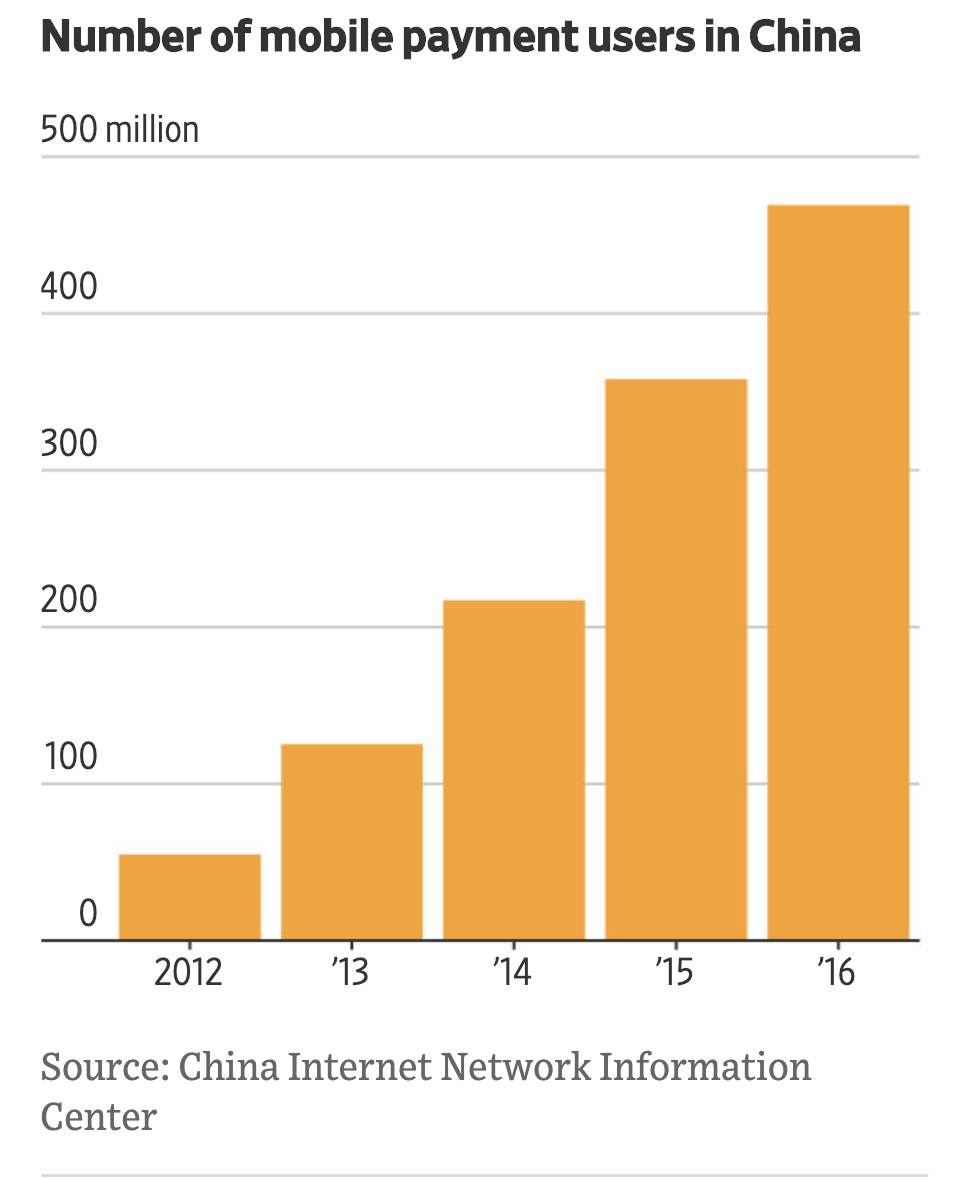 Number of mobile payment users in China
500 million
400
300
200
100
0
2012 ’13 ’14 ’15 ’16
Source: China Internet Network Information
Center